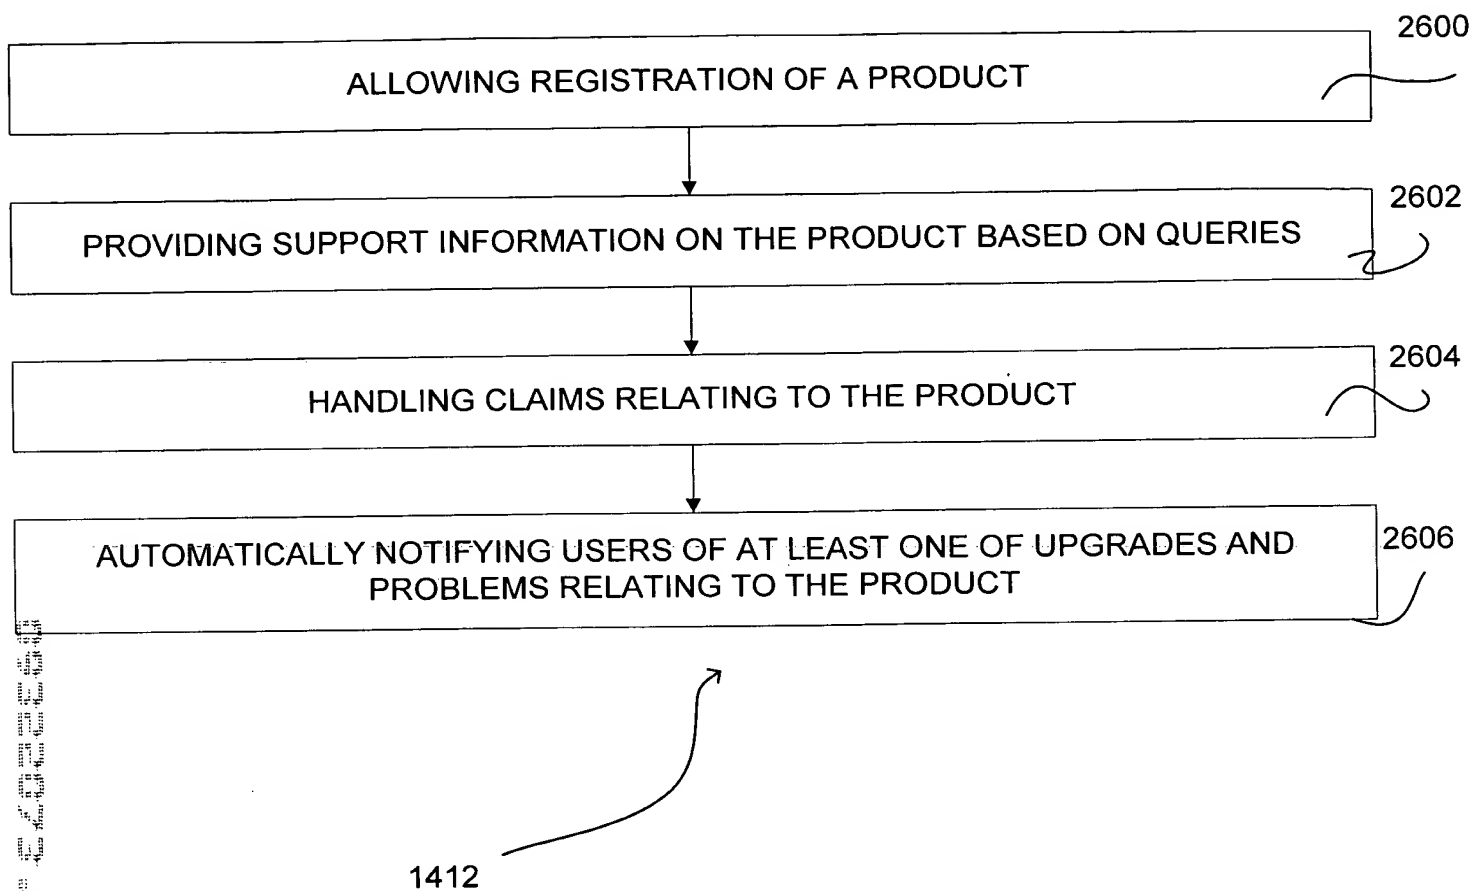 2600
ALLOWING REGISTRATION OF A PRODUCT
2602
PROVIDING SUPPORT INFORMATION ON THE PRODUCT BASED ON QUERIES
2604
HANDLING CLAIMS RELATING TO THE PRODUCT
2606
AUTOMATICALLY NOTIFYING USERS OF AT LEAST ONE OF UPGRADES AND
PROBLEMS RELATING TO THE PRODUCT
1412